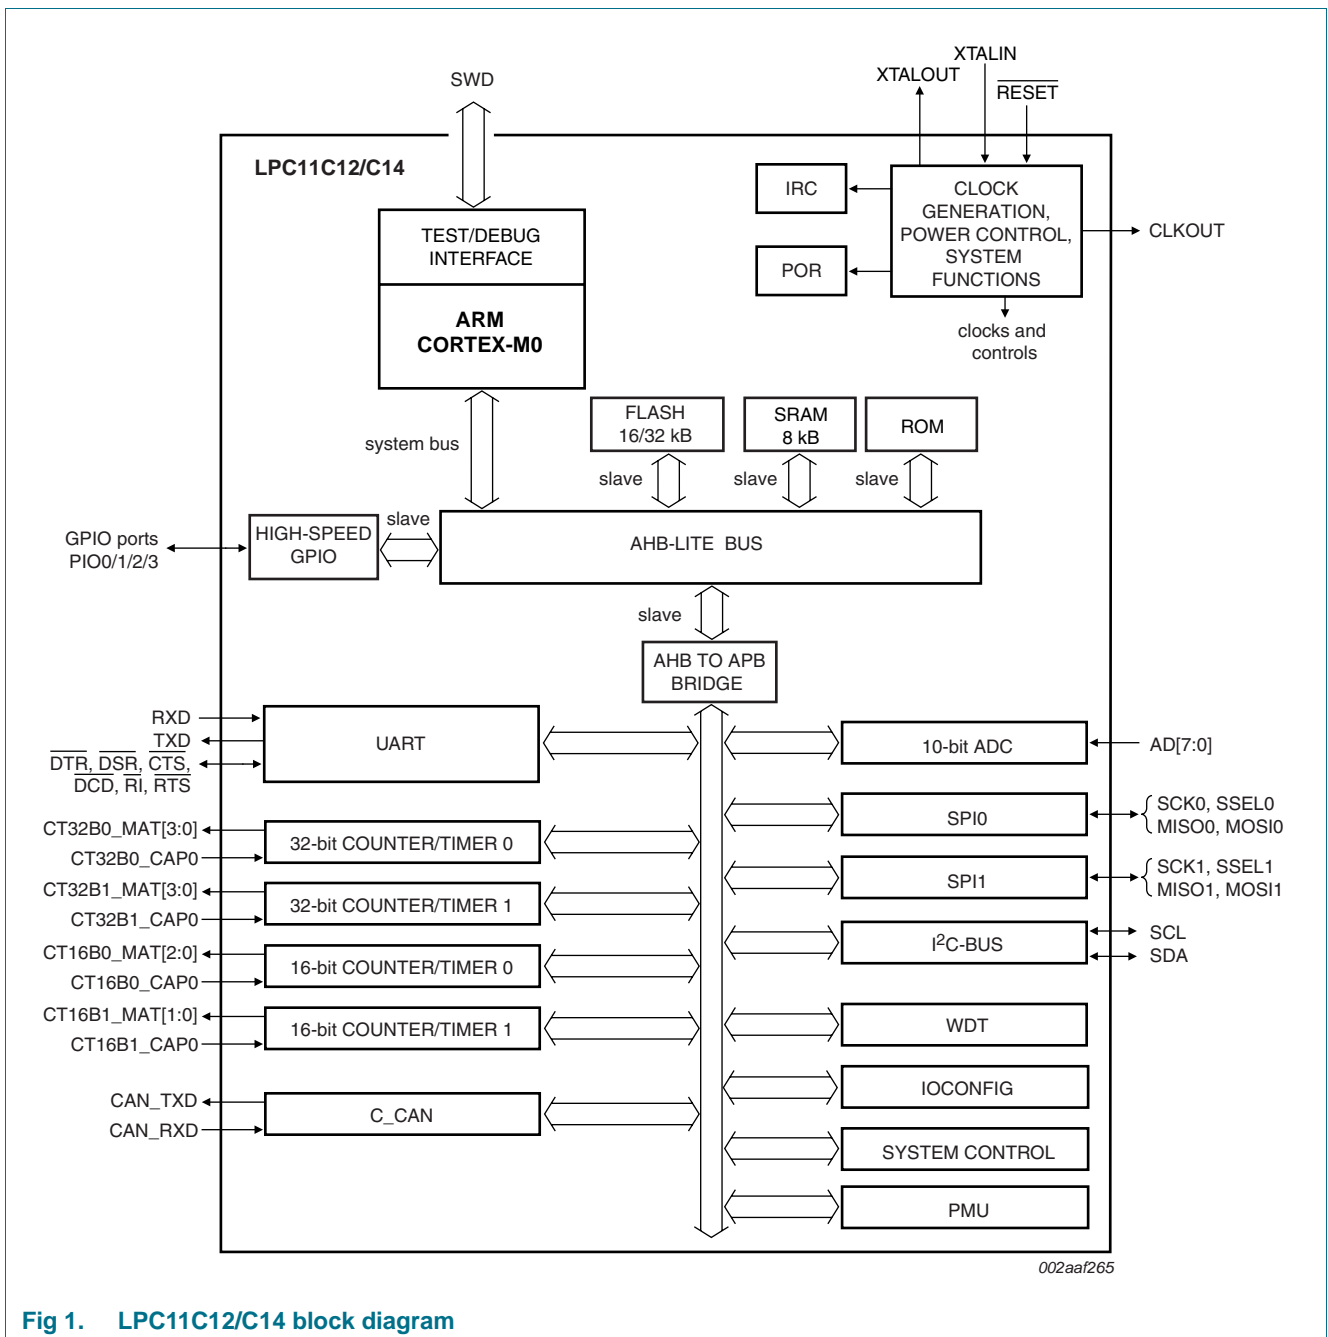 XTALIN
XTALOUT
RESET
SWD
LPC11C12/C14
TEST/DEBUG
INTERFACE
ARM
CORTEX-M0
IRC
POR
CLOCK
GENERATION,
POWER CONTROL,
SYSTEM
FUNCTIONS
CLKOUT
clocks and
controls
system bus
FLASH
16/32 kB
SRAM
8 kB
ROM
slave
slave
slave
GPIO ports
PIO0/1/2/3
HIGH-SPEED
GPIO
slave
AHB-LITE BUS
slave
AHB TO APB
BRIDGE
RXD
TXD
DTR, DSR, CTS,
DCD, RI, RTS
UART
10-bit ADC
AD[7:0]
CT32B0_MAT[3:0]
CT32B0_CAP0
32-bit COUNTER/TIMER 0
SPI0
SCK0, SSEL0
MISO0, MOSI0
CT32B1_MAT[3:0]
CT32B1_CAP0
32-bit COUNTER/TIMER 1
SPI1
SCK1, SSEL1
MISO1, MOSI1
CT16B0_MAT[2:0]
CT16B0_CAP0
16-bit COUNTER/TIMER 0
I²C-BUS
SCL
SDA
CT16B1_MAT[1:0]
CT16B1_CAP0
16-bit COUNTER/TIMER 1
WDT
IOCONFIG
CAN_TXD
CAN_RXD
C_CAN
SYSTEM CONTROL
PMU
002aaf265
Fig 1. LPC11C12/C14 block diagram